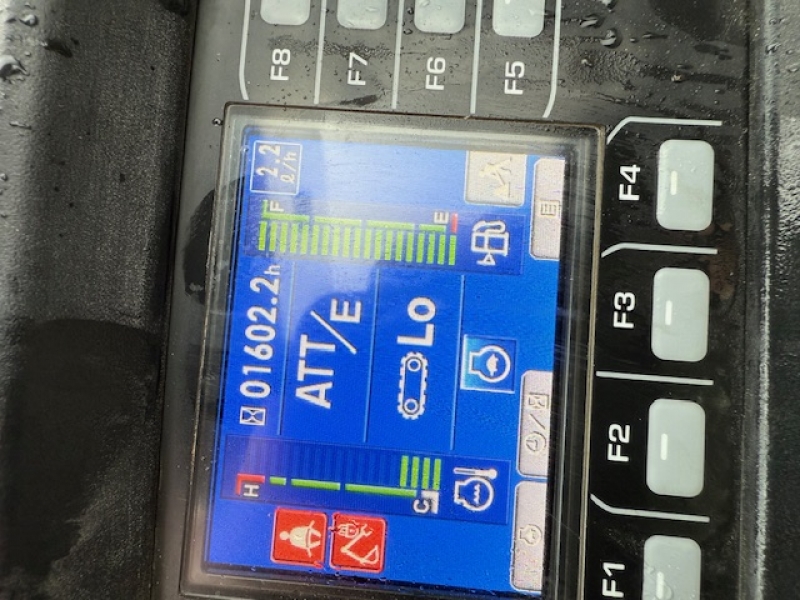 01602.2h
2.2
ℓ/h
ATT/E
Lo
H
C
F
E
F1
F2
F3
F4
F5
F6
F7
F8